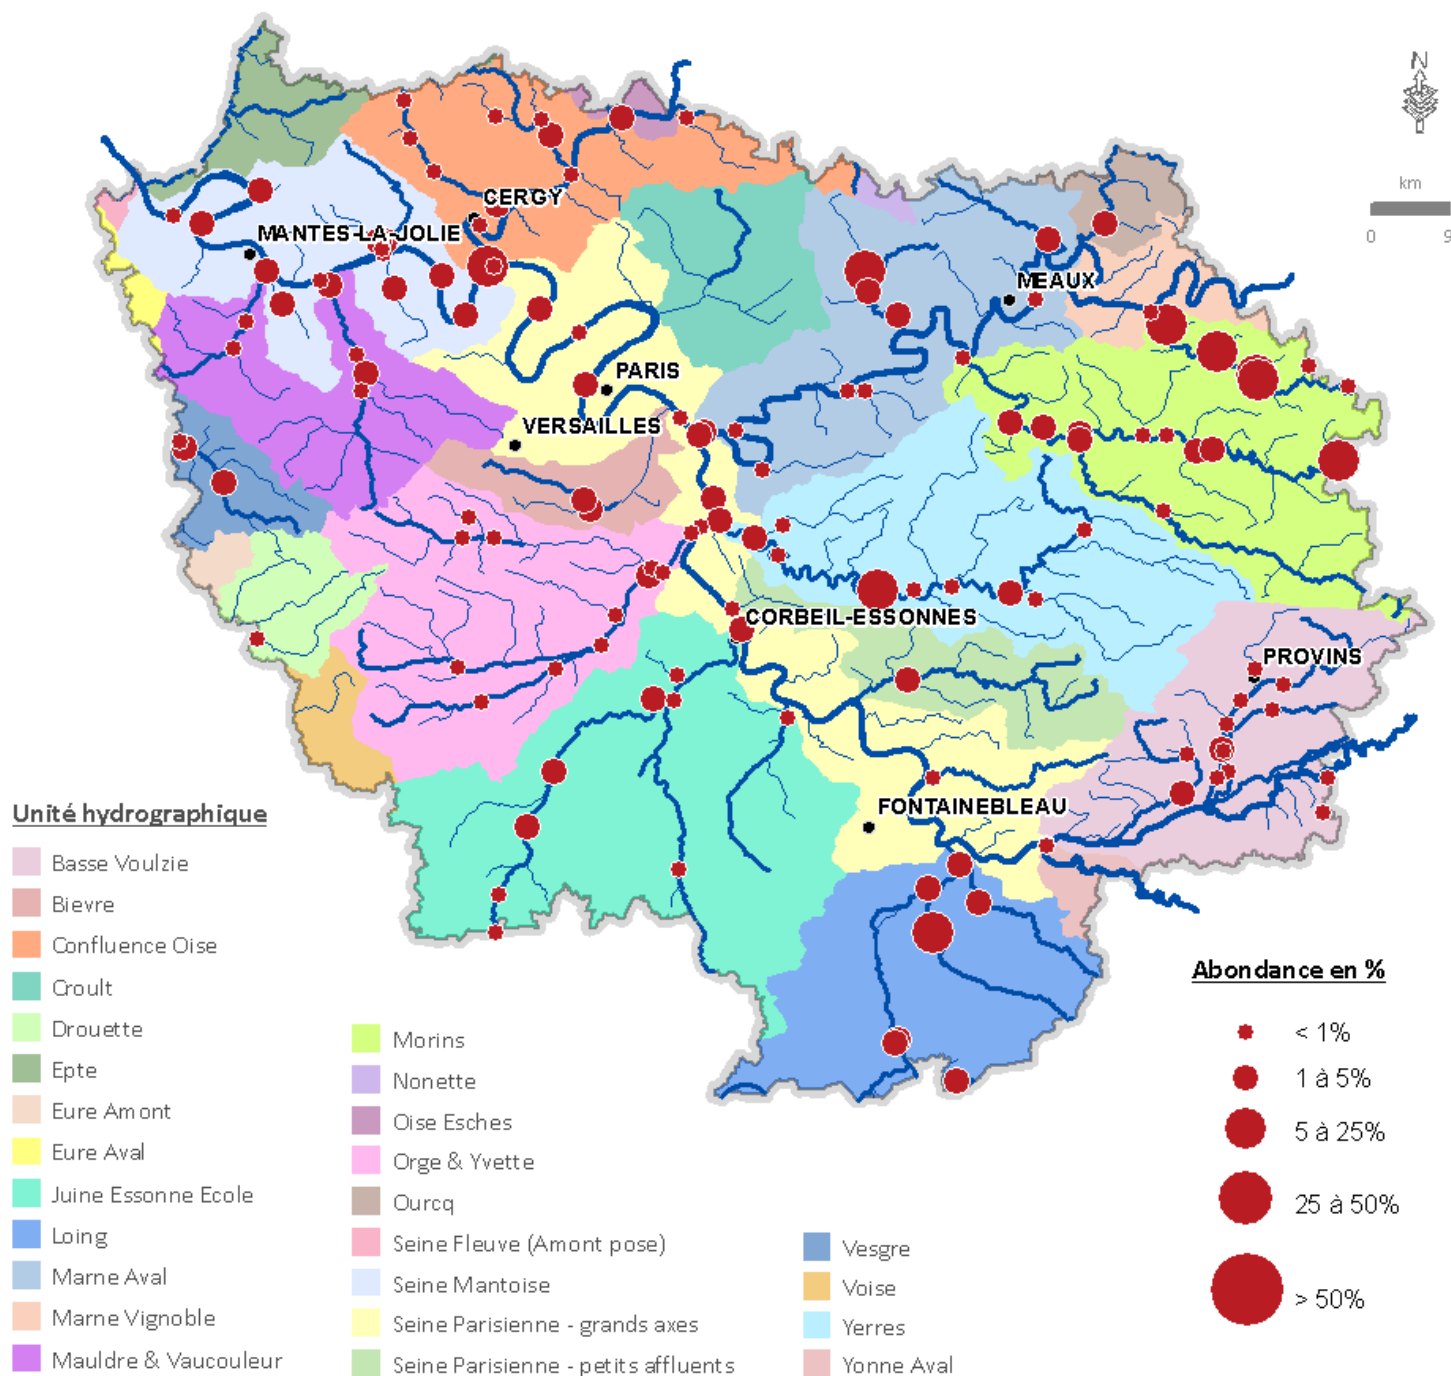 N
km
0 9
CERGY
MANTES-LA-JOLIE
MEAUX
PARIS
VERSAILLES
CORBEIL-ESSONNES
PROVINS
FONTAINEBLEAU
Unité hydrographique
Basse Voulzie
Bievre
Confluence Oise
Croult
Drouette
Epte
Eure Amont
Eure Aval
Juine Essonne Ecole
Loing
Marne Aval
Marne Vignoble
Mauldre & Vaucouleur
Morins
Nonette
Oise Esches
Orge & Yvette
Ourcq
Seine Fleuve (Amont pose)
Seine Mantoise
Seine Parisienne - grands axes
Seine Parisienne - petits affluents
Vesgre
Voise
Yerres
Yonne Aval
Abondance en %
< 1%
1 à 5%
5 à 25%
25 à 50%
> 50%